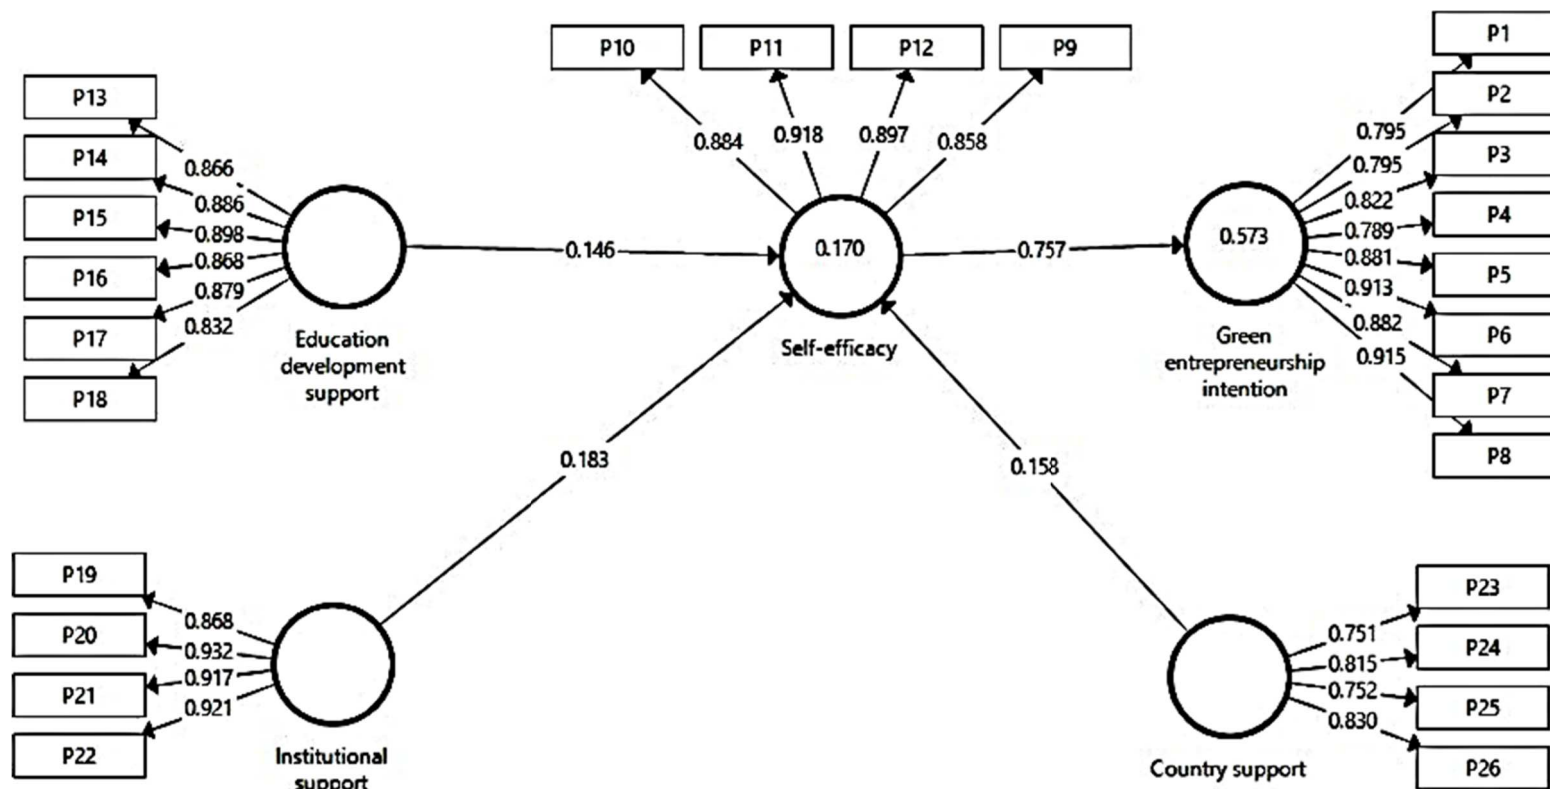 P10
P11
P12
P9
0.884
0.918
0.897
0.858
P13
P14
P15
P16
P17
P18
0.866
0.886
0.898
0.868
0.879
0.832
Education
development
support
0.146
0.170
Self-efficacy
0.757
0.573
Green
entrepreneurship
intention
0.795
0.795
0.822
0.789
0.881
0.913
0.882
0.915
P1
P2
P3
P4
P5
P6
P7
P8
0.183
0.158
P19
P20
P21
P22
0.868
0.932
0.917
0.921
Institutional
support
Country support
0.751
0.815
0.752
0.830
P23
P24
P25
P26